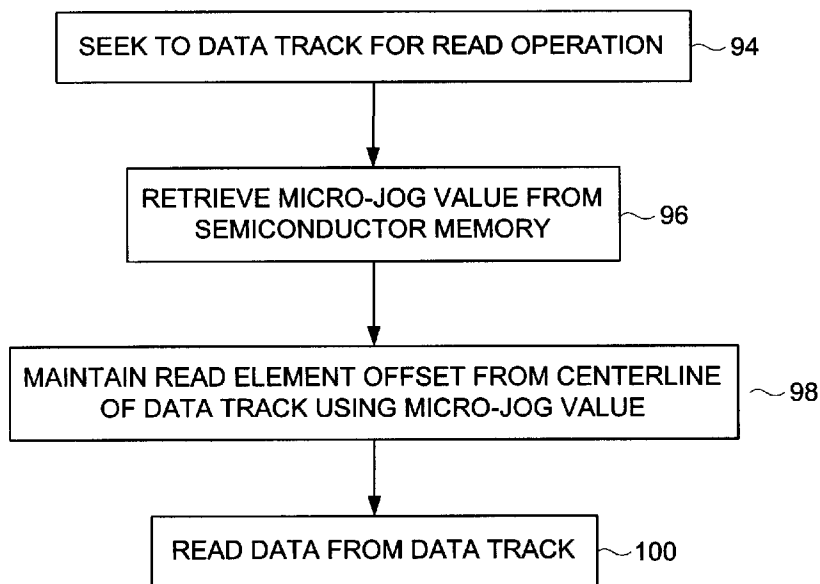 SEEK TO DATA TRACK FOR READ OPERATION 94
RETRIEVE MICRO-JOG VALUE FROM
SEMICONDUCTOR MEMORY 96
MAINTAIN READ ELEMENT OFFSET FROM CENTERLINE
OF DATA TRACK USING MICRO-JOG VALUE 98
READ DATA FROM DATA TRACK 100